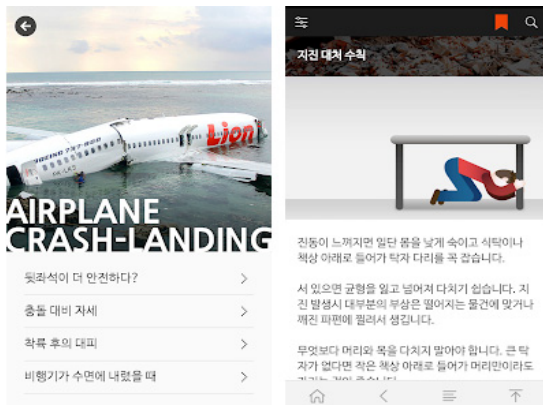 Lion
BOEING 737-800
PK-LKS
AIRPLANE
CRASH-LANDING
뒷좌석이 더 안전하다?
충돌 대비 자세
착륙 후의 대피
비행기가 수면에 내렸을 때
지진 대처 수칙
진동이 느껴지면 일단 몸을 낮게 숙이고 식탁이나
책상 아래로 들어가 탁자 다리를 꼭 잡습니다.
서 있으면 균형을 잃고 넘어져 다치기 쉽습니다. 지
진 발생시 대부분의 부상은 떨어지는 물건에 맞거나
깨진 파편에 찔려서 생깁니다.
무엇보다 머리와 목을 다치지 말아야 합니다. 큰 탁
자가 없다면 작은 책상 아래로 들어가 머리만이라도